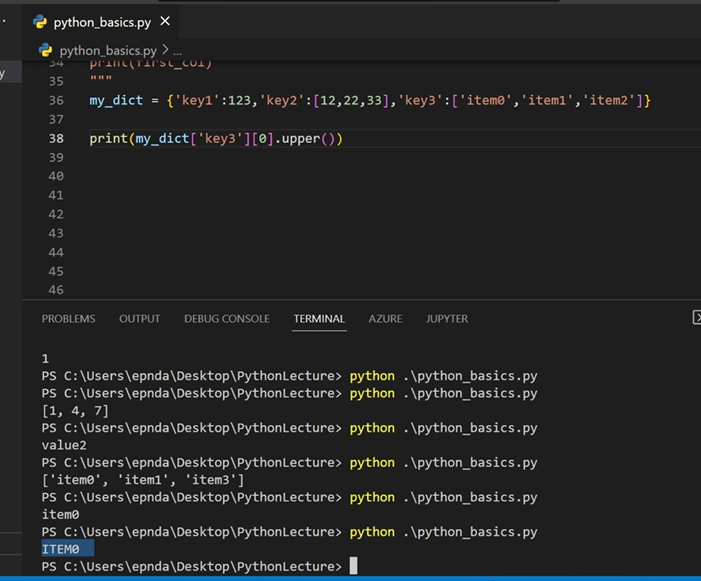 python_basics.py
python_basics.py > ...
34 print(first_col)
35 """
36 my_dict = {'key1':123,'key2':[12,22,33],'key3':['item0','item1','item2']}
37
38 print(my_dict['key3'][0].upper())
39
40
41
42
43
44
45
46
PROBLEMS OUTPUT DEBUG CONSOLE TERMINAL AZURE JUPYTER
1
PS C:\Users\epnda\Desktop\PythonLecture> python .\python_basics.py
PS C:\Users\epnda\Desktop\PythonLecture> python .\python_basics.py
[1, 4, 7]
PS C:\Users\epnda\Desktop\PythonLecture> python .\python_basics.py
value2
PS C:\Users\epnda\Desktop\PythonLecture> python .\python_basics.py
['item0', 'item1', 'item3']
PS C:\Users\epnda\Desktop\PythonLecture> python .\python_basics.py
item0
PS C:\Users\epnda\Desktop\PythonLecture> python .\python_basics.py
ITEM0
PS C:\Users\epnda\Desktop\PythonLecture>